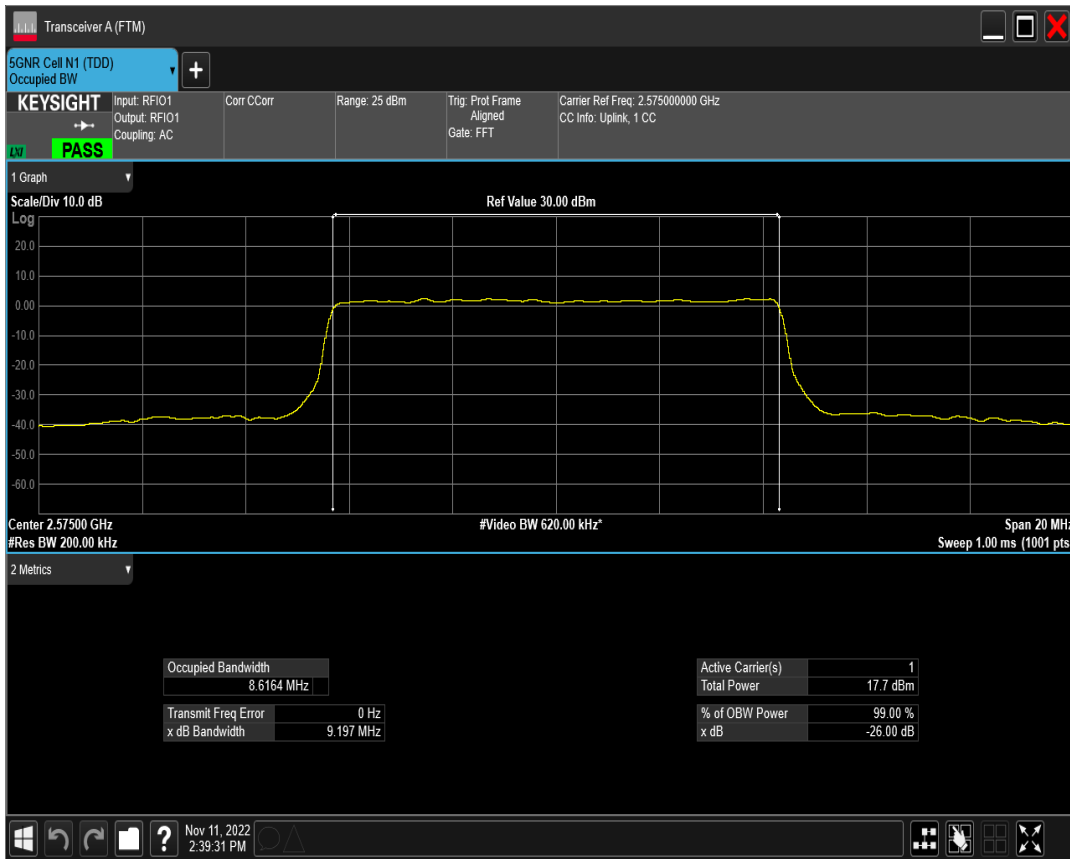 Transceiver A (FTM)
5GNR Cell N1 (TDD)
Occupied BW
+
KEYSIGHT
LXI
PASS
Input: RFIO1
Output: RFIO1
Coupling: AC
Corr CCorr
Range: 25 dBm
Trig: Prot Frame
Aligned
Gate: FFT
Carrier Ref Freq: 2.575000000 GHz
CC Info: Uplink, 1 CC
1 Graph
Scale/Div 10.0 dB
Ref Value 30.00 dBm
Log
20.0
10.0
0.00
-10.0
-20.0
-30.0
-40.0
-50.0
-60.0
Center 2.57500 GHz
#Video BW 620.00 kHz*
Span 20 MHz
#Res BW 200.00 kHz
Sweep 1.00 ms (1001 pts
2 Metrics
Occupied Bandwidth
8.6164 MHz
Transmit Freq Error 0 Hz
x dB Bandwidth 9.197 MHz
Active Carrier(s) 1
Total Power 17.7 dBm
% of OBW Power 99.00 %
x dB -26.00 dB
?
Nov 11, 2022
2:39:31 PM